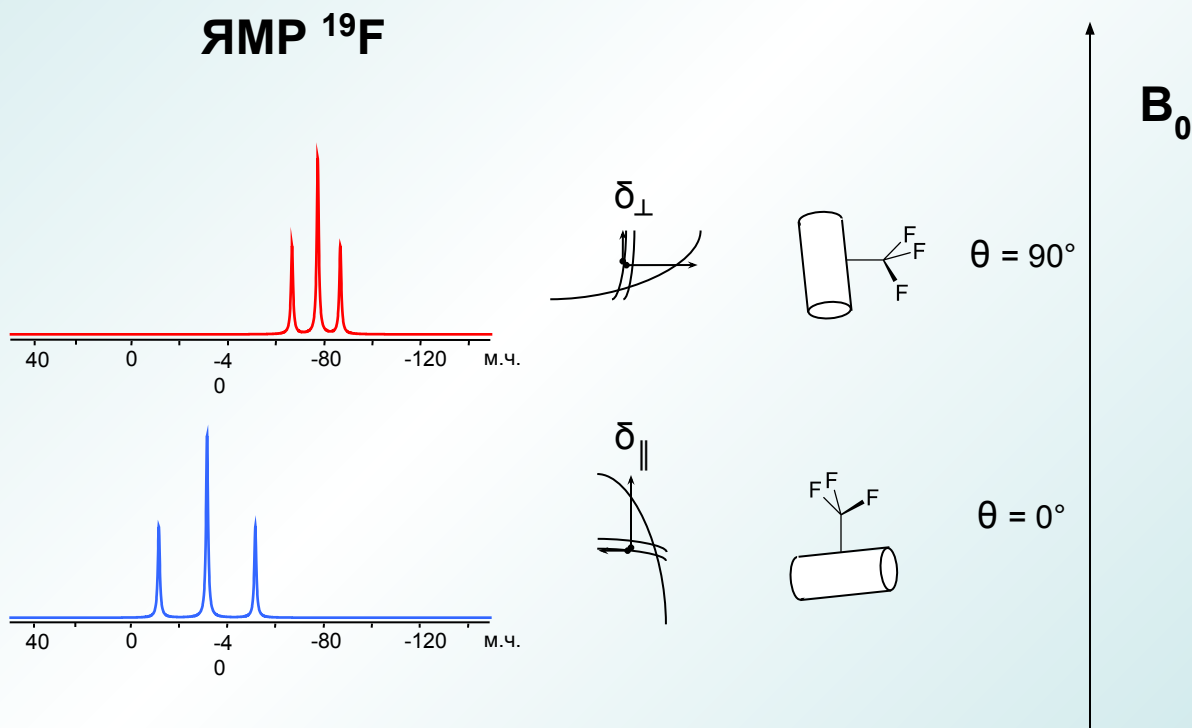 ЯМР ¹⁹F
B₀
δ⊥
F
F
F
θ = 90°
40 0 -4
0 -80 -120 м.ч.
δ∥
F F F
θ = 0°
40 0 -4
0 -80 -120 м.ч.